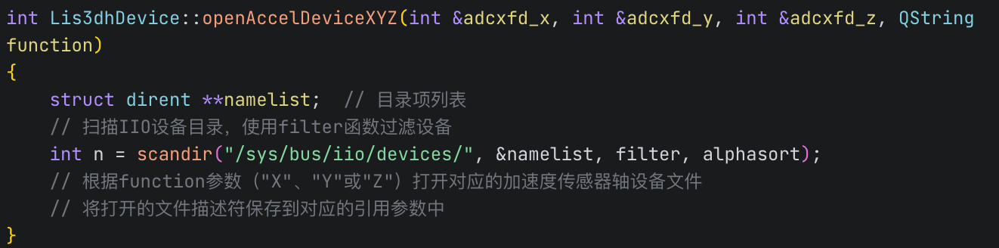 int Lis3dhDevice::openAccelDeviceXYZ(int &adcxfd_x, int &adcxfd_y, int &adcxfd_z, QString
function)
{
    struct dirent **namelist;  // 目录项列表
    // 扫描IIO设备目录，使用filter函数过滤设备
    int n = scandir("/sys/bus/iio/devices/", &namelist, filter, alphasort);
    // 根据function参数（"X"、"Y"或"Z"）打开对应的加速度传感器轴设备文件
    // 将打开的文件描述符保存到对应的引用参数中
}